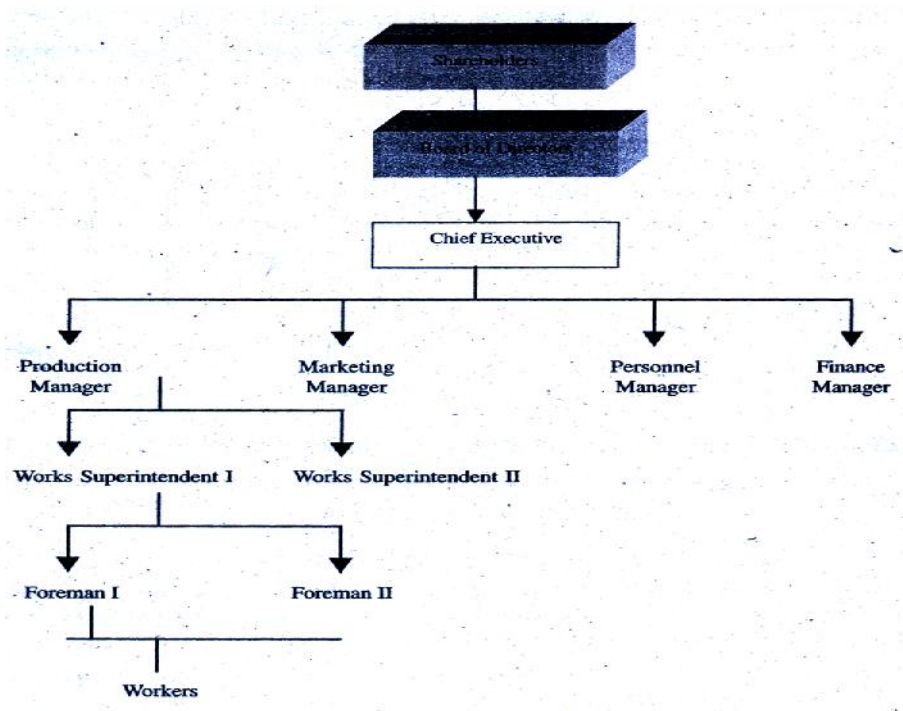 Shareholders
Board of Directors
Chief Executive
Production
Manager
Marketing
Manager
Personnel
Manager
Finance
Manager
Works Superintendent I
Works Superintendent II
Foreman I
Foreman II
Workers